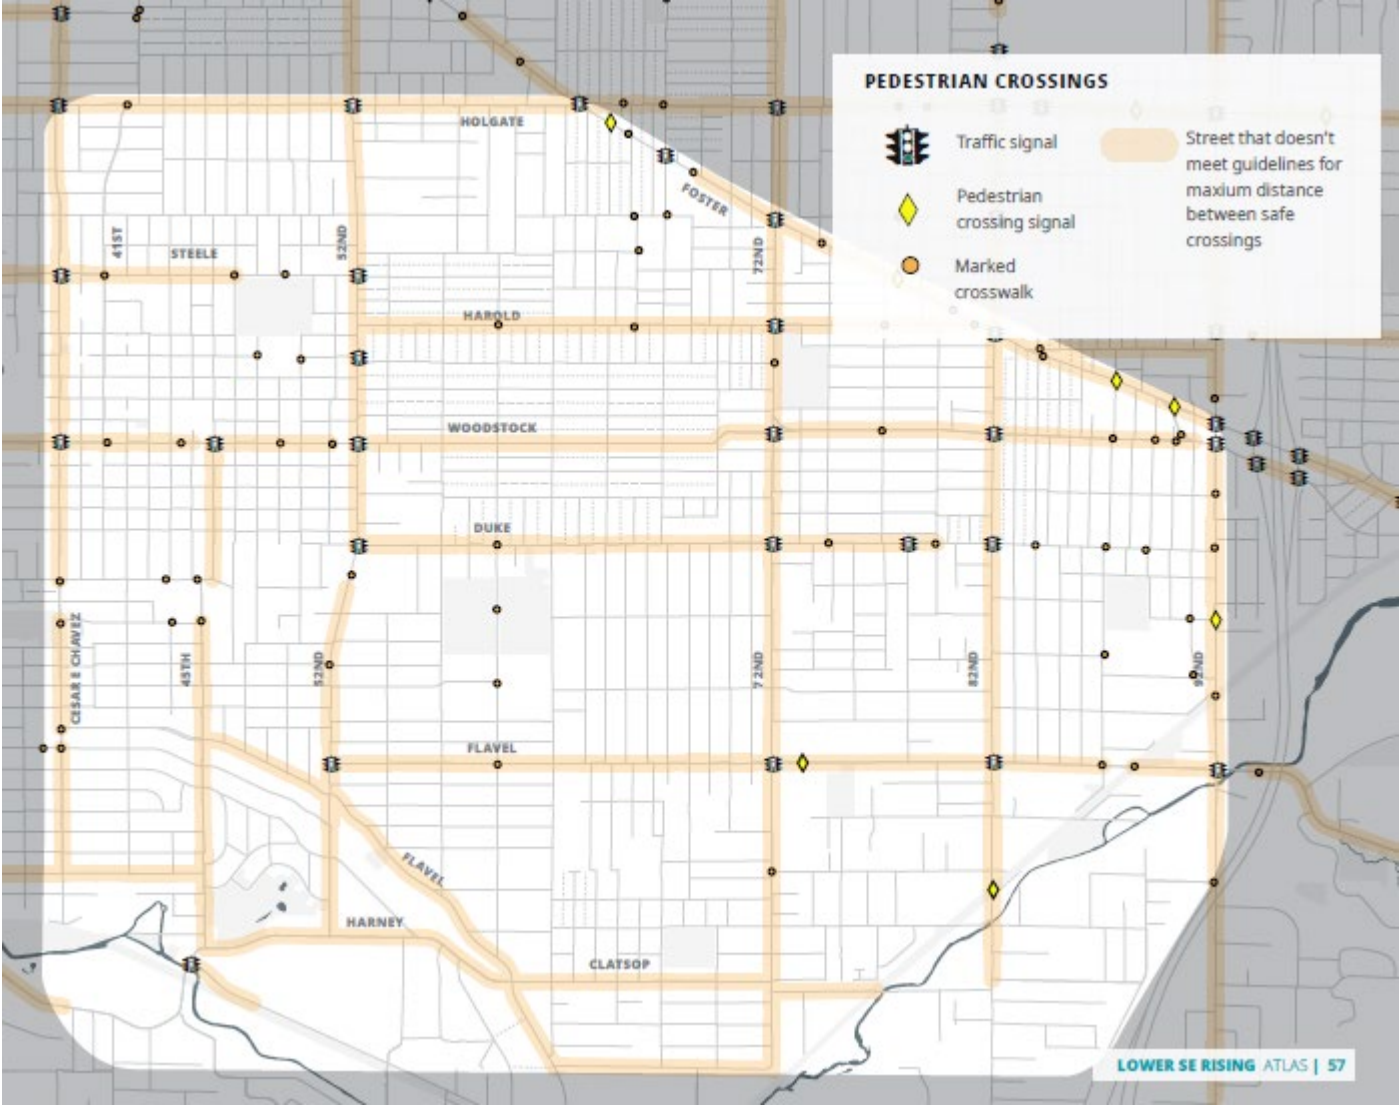 PEDESTRIAN CROSSINGS
Traffic signal
Street that doesn't
meet guidelines for
maxium distance
between safe
crossings
Pedestrian
crossing signal
Marked
crosswalk
HOLGATE
FOSTER
41ST
STEELE
52ND
72ND
HAROLD
WOODSTOCK
DUKE
CESAR E CHAVEZ
45TH
52ND
72ND
82ND
92ND
FLAVEL
FLAVEL
HARNEY
CLATSOP
LOWER SE RISING ATLAS | 57